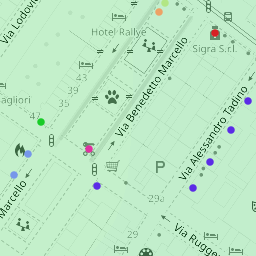 Via Lodovi
Hotel Rallye
Sigra S.r.l.
43
39
35
agliori
47
Via Benedetto Marcello
Via Alessandro Tadino
P
Marcello
29a
29
Via Rugge